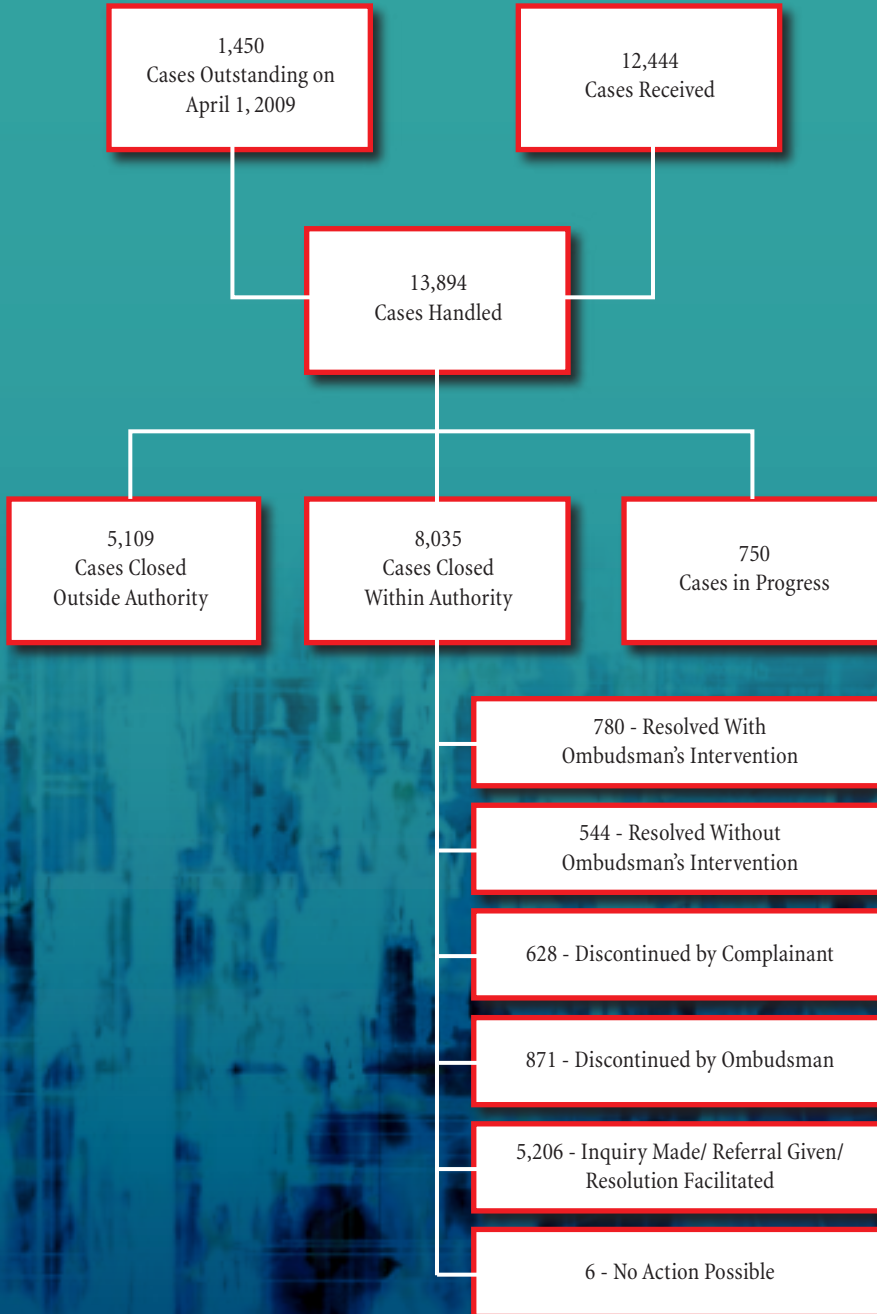 1,450
Cases Outstanding on
April 1, 2009
12,444
Cases Received
13,894
Cases Handled
5,109
Cases Closed
Outside Authority
8,035
Cases Closed
Within Authority
750
Cases in Progress
780 - Resolved With
Ombudsman’s Intervention
544 - Resolved Without
Ombudsman’s Intervention
628 - Discontinued by Complainant
871 - Discontinued by Ombudsman
5,206 - Inquiry Made/ Referral Given/
Resolution Facilitated
6 - No Action Possible